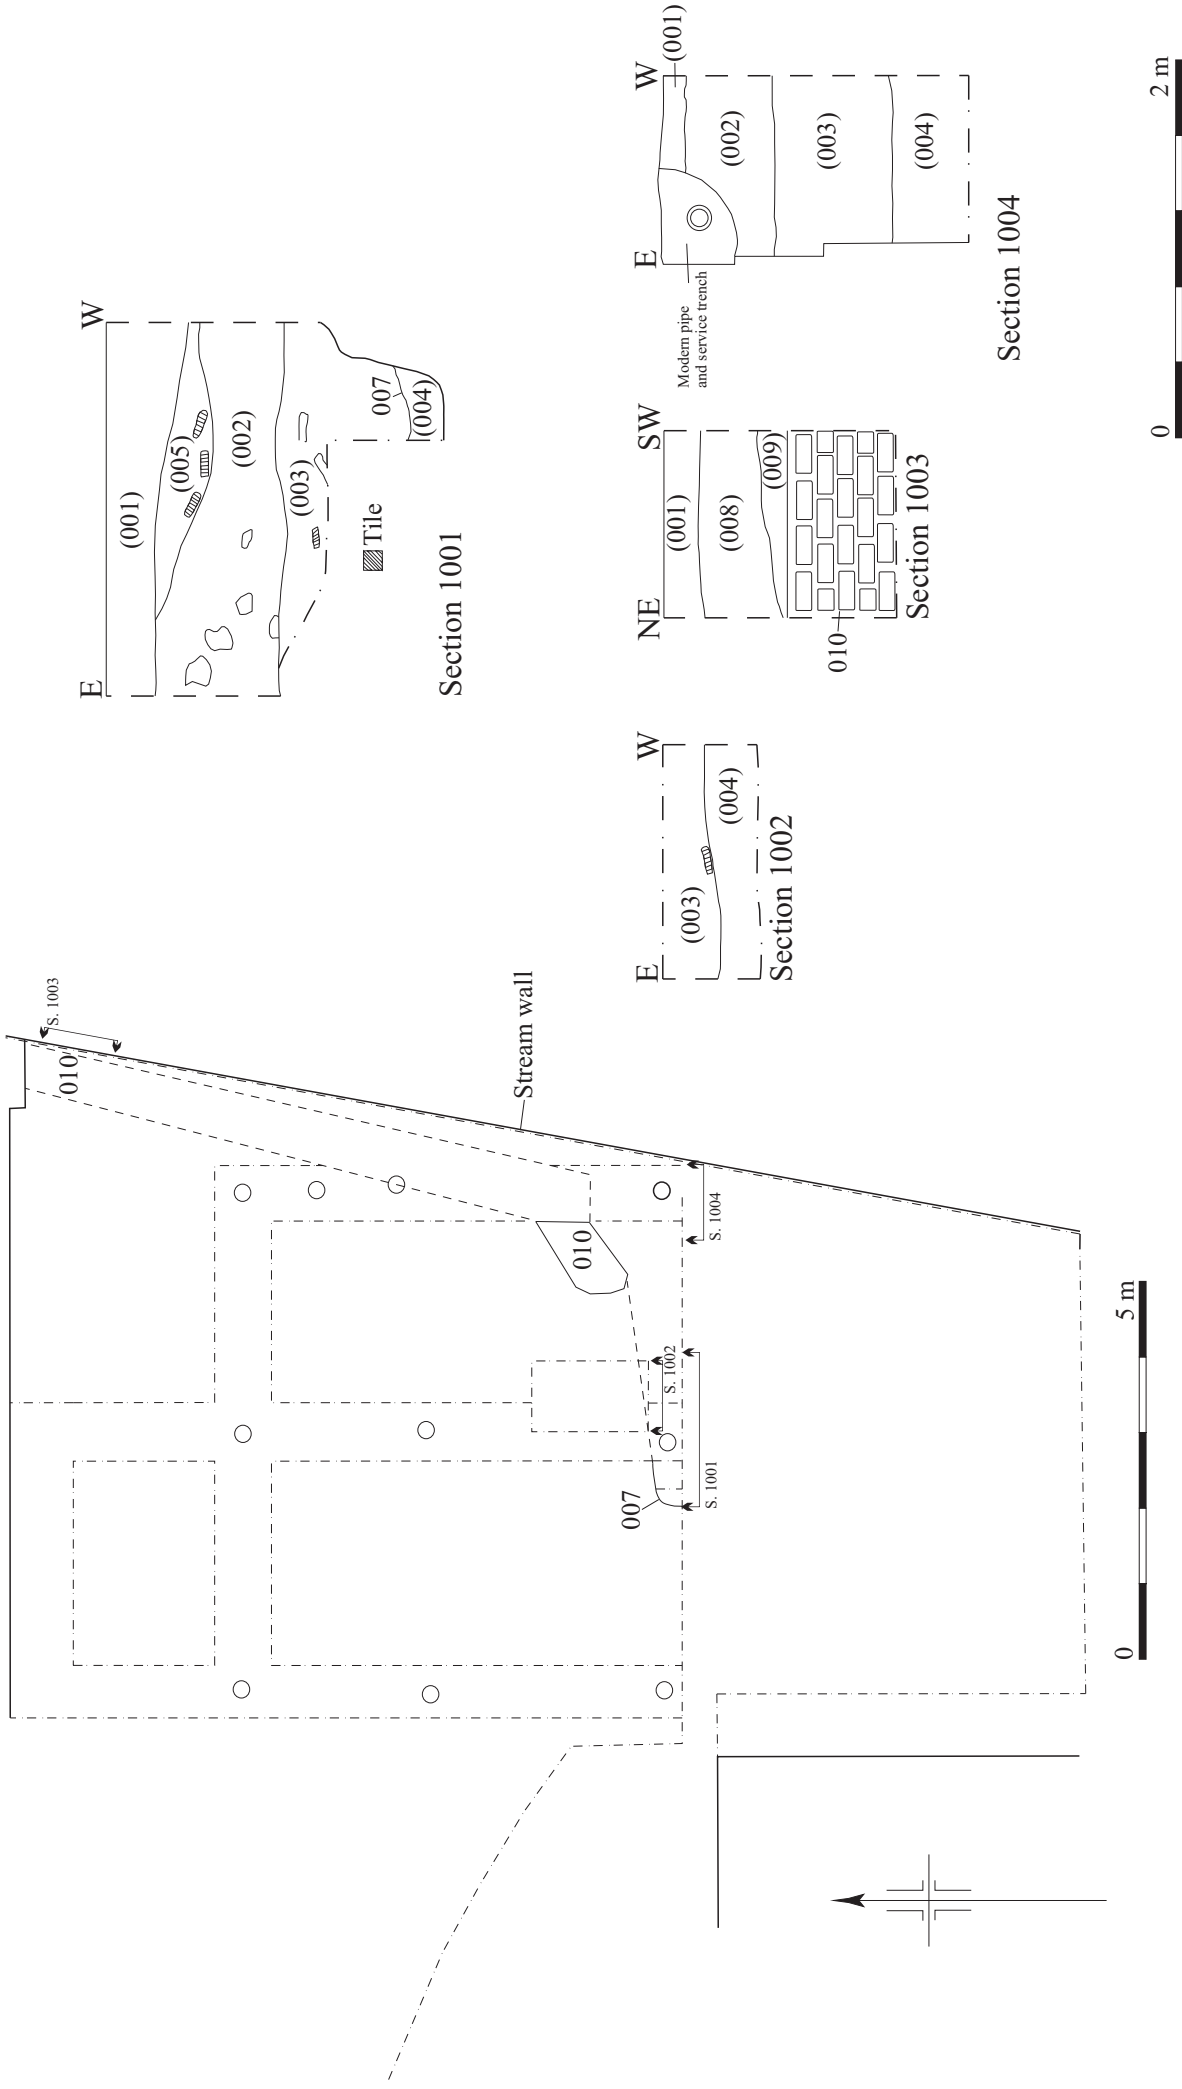 E
W
(001)
(005)
(002)
(003)
007
(004)
Tile
Section 1001
E
W
(003)
(004)
Section 1002
NE
SW
(001)
(008)
(009)
010
Section 1003
E
W
(001)
(002)
(003)
(004)
Modern pipe
and service trench
Section 1004
0
2 m
S. 1003
010
Stream wall
010
S. 1004
S. 1002
S. 1001
007
0
5 m